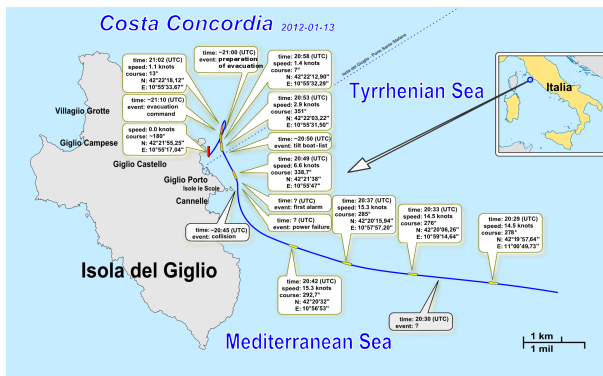 Costa Concordia 2012-01-13
time: 21:02 (UTC)
speed: 1.1 knots
course: 13°
N: 42°22'18,12"
E: 10°55'33,67"
time: ~21:00 (UTC)
event: preparation
of evacuation
time: 20:58 (UTC)
speed: 1.4 knots
course: 7°
N: 42°22'12,90"
E: 10°55'32,29"
Isola del Giglio - Porto Santo Stefano
Tyrrhenian Sea
Italia
time: ~21:10 (UTC)
event: evacuation
command
time: 20:53 (UTC)
speed: 2.9 knots
course: 351°
N: 42°22'03,22"
E: 10°55'31,50"
Villagiio Grotte
Giglio Campese
speed: 0.0 knots
course: ~180°
N: 42°21'55,25"
E: 10°55'17,04"
time: ~20:50 (UTC)
event: tilt boat-list
Giglio Castello
time: 20:49 (UTC)
speed: 6.6 knots
course: 338,7°
N: 42°21'38"
E: 10°55'47"
Giglio Porto
Isole le Scole
Cannelle
time: ? (UTC)
event: first alarm
time: ? (UTC)
event: power failure
time: ~20:45 (UTC)
event: collision
time: 20:37 (UTC)
speed: 15.3 knots
course: 285°
N: 42°20'15,94"
E: 10°57'57,20"
time: 20:33 (UTC)
speed: 14.5 knots
course: 276°
N: 42°20'06,26"
E: 10°59'14,64"
time: 20:29 (UTC)
speed: 14.5 knots
course: 278°
N: 42°19'57,64"
E: 11°00'49,73"
Isola del Giglio
time: 20:42 (UTC)
speed: 15.3 knots
course: 292,7°
N: 42°20'32"
E: 10°56'53"
time: 20:30 (UTC)
event: ?
Mediterranean Sea
1 km
1 mil